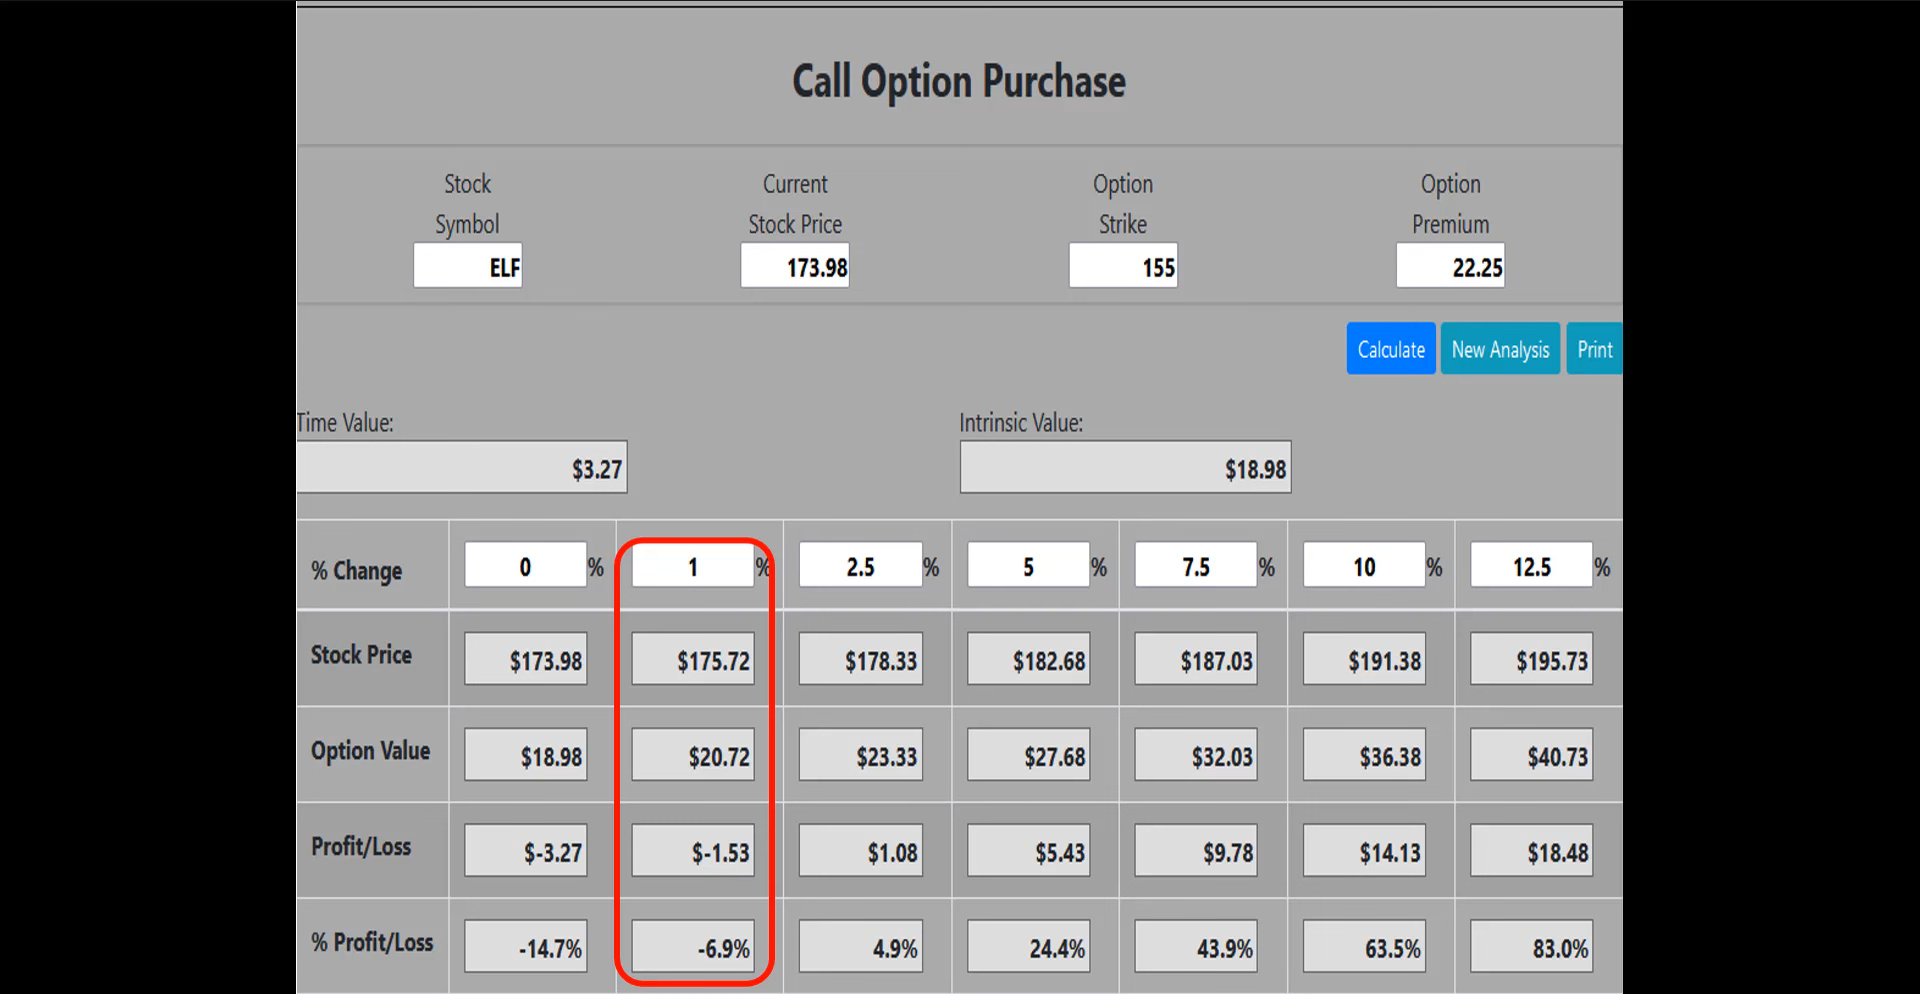 Call Option Purchase
Stock Symbol
Current Stock Price
Option Strike
Option Premium
ELF 173.98 155 22.25
Calculate New Analysis Print
Time Value: Intrinsic Value:
$3.27 $18.98
% Change 0 % 1 % 2.5 % 5 % 7.5 % 10 % 12.5 %
Stock Price $173.98 $175.72 $178.33 $182.68 $187.03 $191.38 $195.73
Option Value $18.98 $20.72 $23.33 $27.68 $32.03 $36.38 $40.73
Profit/Loss $-3.27 $-1.53 $1.08 $5.43 $9.78 $14.13 $18.48
% Profit/Loss -14.7% -6.9% 4.9% 24.4% 43.9% 63.5% 83.0%